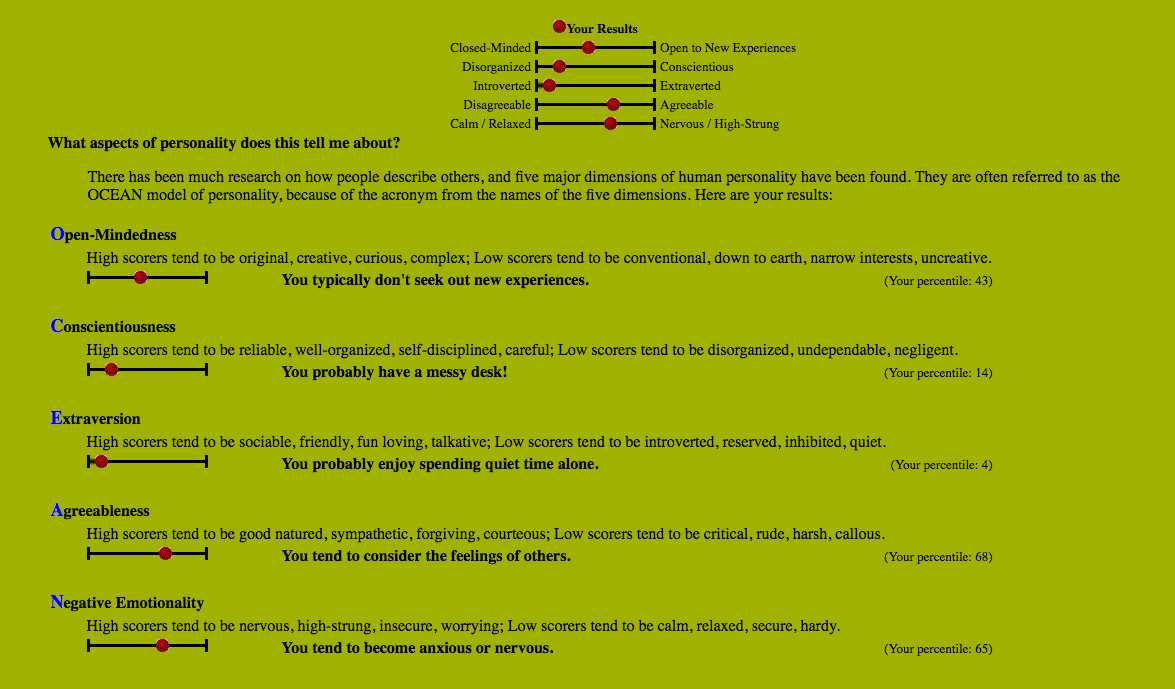 Your Results
Closed-Minded Open to New Experiences
Disorganized Conscientious
Introverted Extraverted
Disagreeable Agreeable
Calm / Relaxed Nervous / High-Strung
What aspects of personality does this tell me about?
There has been much research on how people describe others, and five major dimensions of human personality have been found. They are often referred to as the
OCEAN model of personality, because of the acronym from the names of the five dimensions. Here are your results:
Open-Mindedness
High scorers tend to be original, creative, curious, complex; Low scorers tend to be conventional, down to earth, narrow interests, uncreative.
You typically don't seek out new experiences. (Your percentile: 43)
Conscientiousness
High scorers tend to be reliable, well-organized, self-disciplined, careful; Low scorers tend to be disorganized, undependable, negligent.
You probably have a messy desk! (Your percentile: 14)
Extraversion
High scorers tend to be sociable, friendly, fun loving, talkative; Low scorers tend to be introverted, reserved, inhibited, quiet.
You probably enjoy spending quiet time alone. (Your percentile: 4)
Agreeableness
High scorers tend to be good natured, sympathetic, forgiving, courteous; Low scorers tend to be critical, rude, harsh, callous.
You tend to consider the feelings of others. (Your percentile: 68)
Negative Emotionality
High scorers tend to be nervous, high-strung, insecure, worrying; Low scorers tend to be calm, relaxed, secure, hardy.
You tend to become anxious or nervous. (Your percentile: 65)